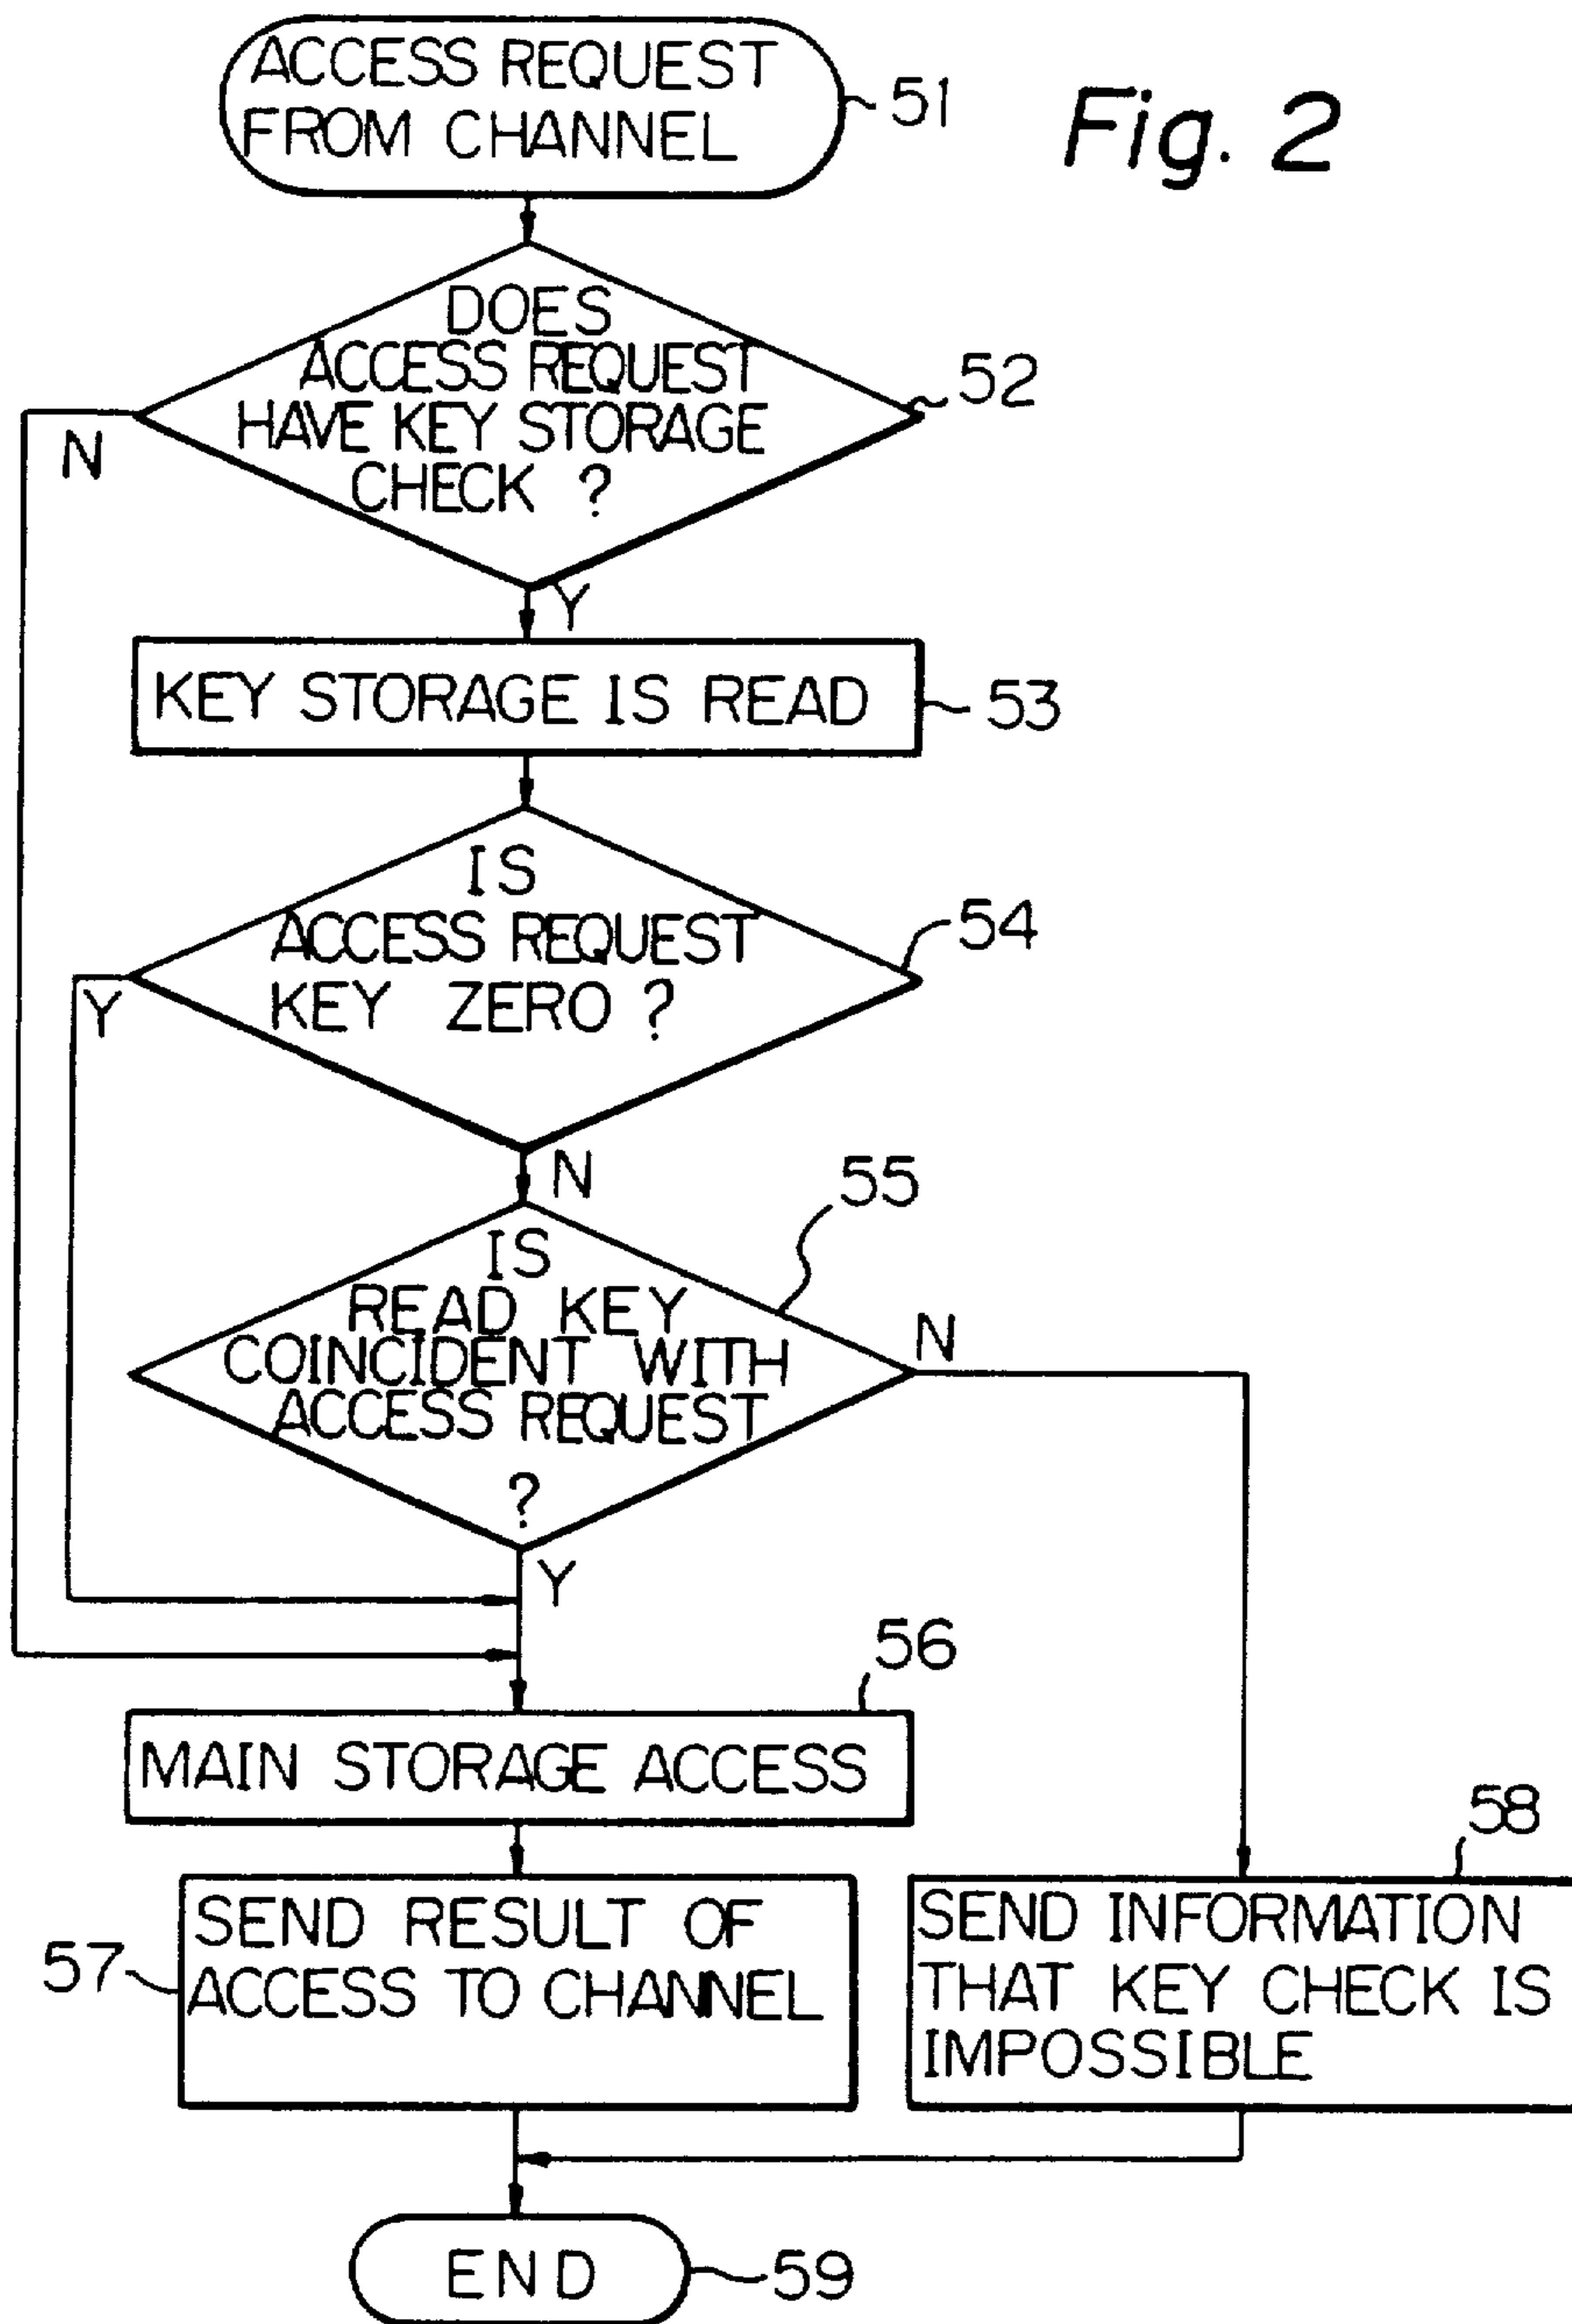 ACCESS REQUEST
FROM CHANNEL
51
Fig. 2
DOES
ACCESS REQUEST
HAVE KEY STORAGE
CHECK ?
52
N
Y
KEY STORAGE IS READ
53
IS
ACCESS REQUEST
KEY ZERO ?
54
Y
N
55
IS
READ KEY
COINCIDENT WITH
ACCESS REQUEST
?
N
Y
56
MAIN STORAGE ACCESS
58
57
SEND RESULT OF
ACCESS TO CHANNEL
SEND INFORMATION
THAT KEY CHECK IS
IMPOSSIBLE
END
59